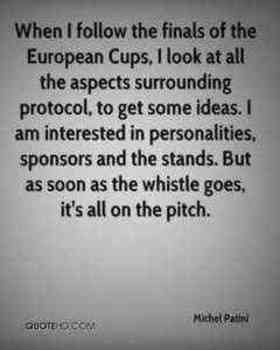 When I follow the finals of the
European Cups, I look at all
the aspects surrounding
protocol, to get some ideas. I
am interested in personalities,
sponsors and the stands. But
as soon as the whistle goes,
it's all on the pitch.
Michel Patini
QUOTEHD.COM